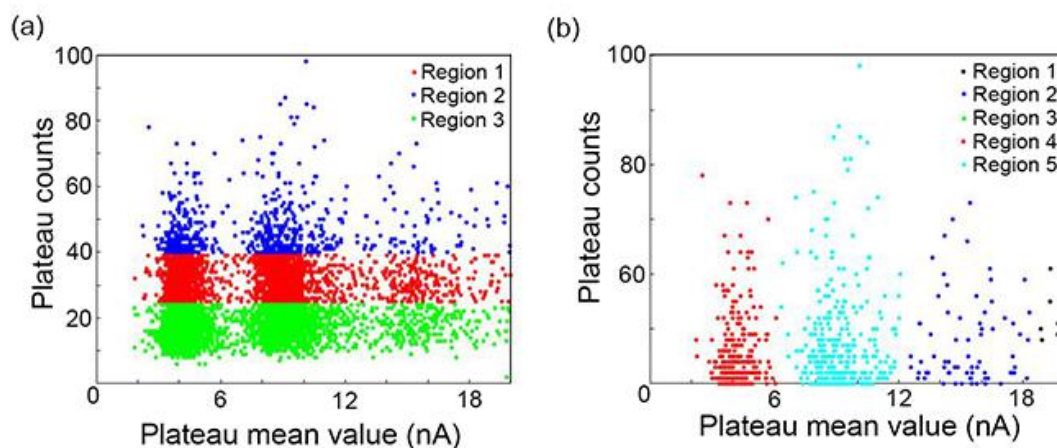 (a)
100
80
60
40
20
0
6
12
18
Plateau counts
Plateau mean value (nA)
Region 1
Region 2
Region 3
(b)
100
80
60
0
6
12
18
Plateau counts
Plateau mean value (nA)
Region 1
Region 2
Region 3
Region 4
Region 5